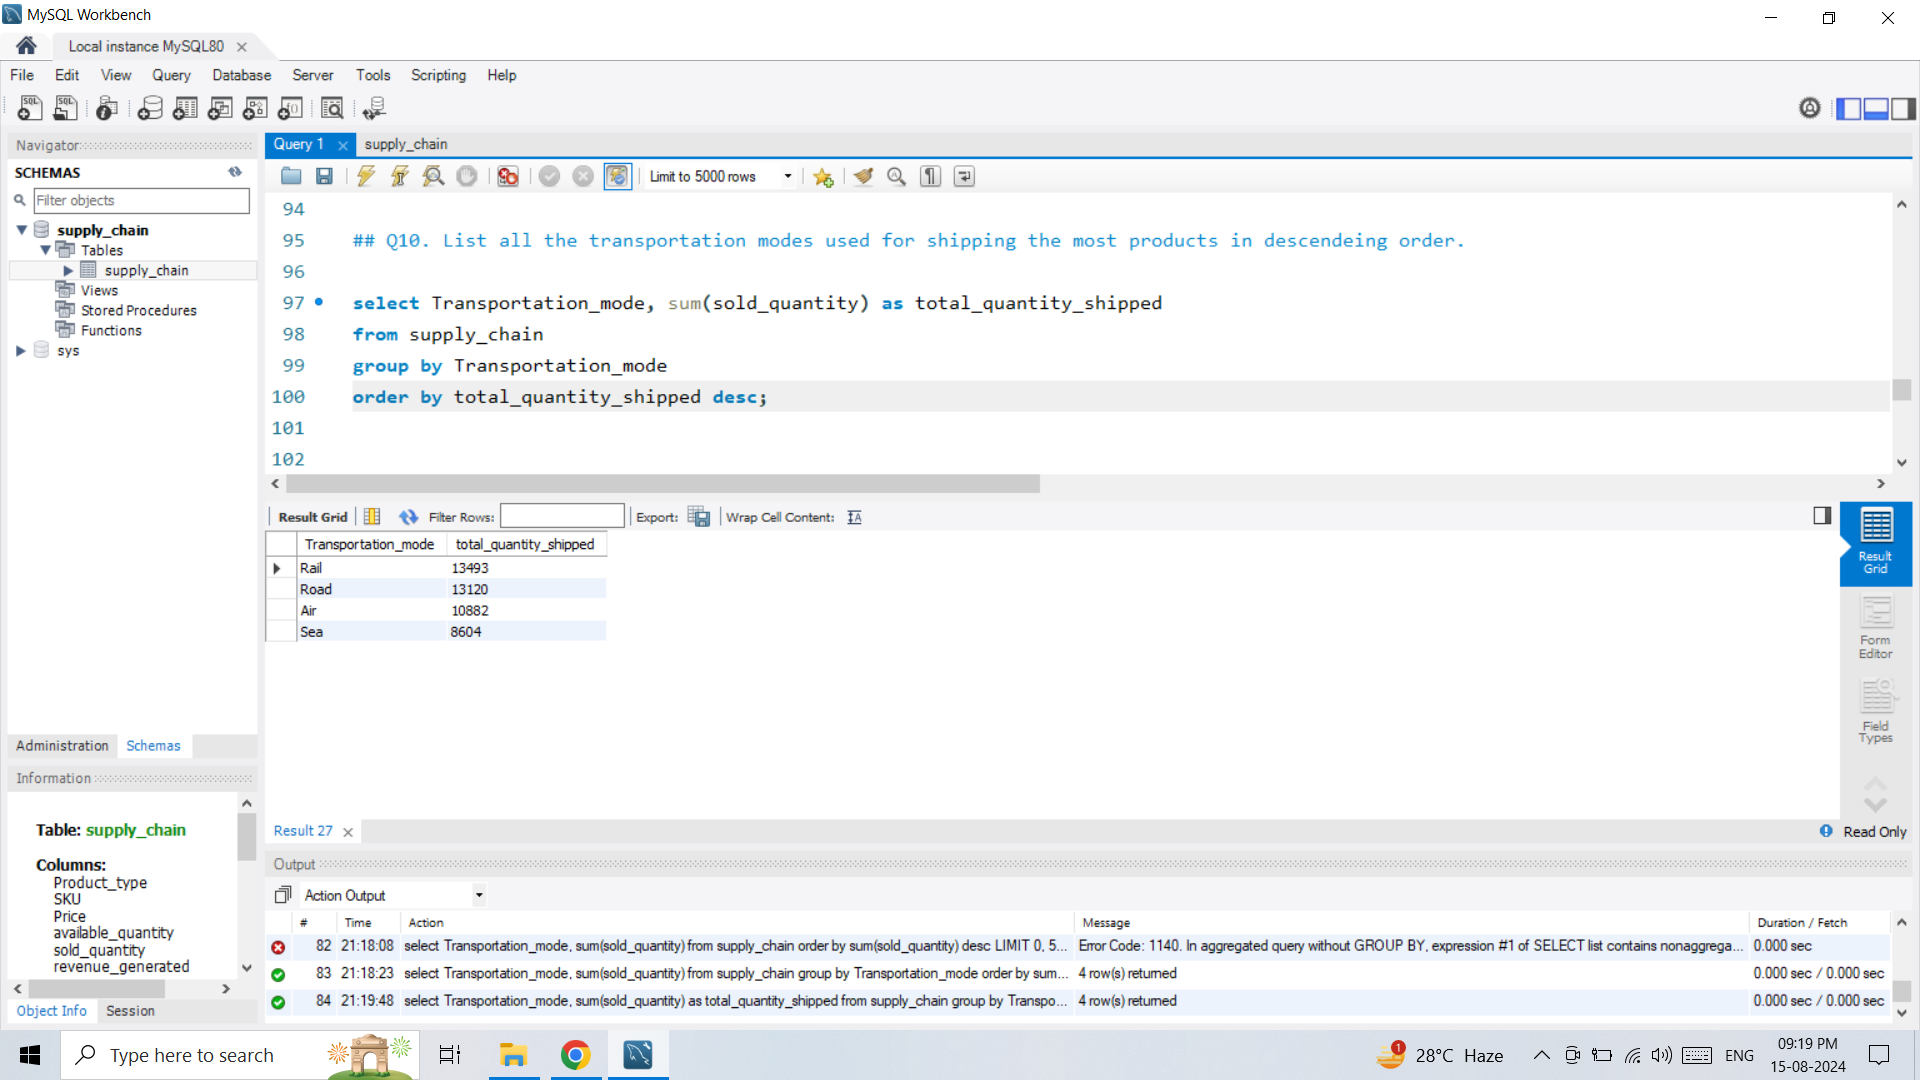 MySQL Workbench
Local instance MySQL80
File Edit View Query Database Server Tools Scripting Help
Navigator
SCHEMAS
Filter objects
supply_chain
Tables
supply_chain
Views
Stored Procedures
Functions
sys
Administration Schemas
Information
Table: supply_chain
Columns:
Product_type
SKU
Price
available_quantity
sold_quantity
revenue_generated
Object Info Session
Query 1 supply_chain
Limit to 5000 rows
94
95 ## Q10. List all the transportation modes used for shipping the most products in descendeing order.
96
97 select Transportation_mode, sum(sold_quantity) as total_quantity_shipped
98 from supply_chain
99 group by Transportation_mode
100 order by total_quantity_shipped desc;
101
102
Result Grid Filter Rows: Export: Wrap Cell Content:
Transportation_mode total_quantity_shipped
Rail 13493
Road 13120
Air 10882
Sea 8604
Result
Grid
Form
Editor
Field
Types
Result 27 Read Only
Output
Action Output
# Time Action Message Duration / Fetch
82 21:18:08 select Transportation_mode, sum(sold_quantity) from supply_chain order by sum(sold_quantity) desc LIMIT 0, 5... Error Code: 1140. In aggregated query without GROUP BY, expression #1 of SELECT list contains nonaggrega... 0.000 sec
83 21:18:23 select Transportation_mode, sum(sold_quantity) from supply_chain group by Transportation_mode order by sum... 4 row(s) returned 0.000 sec / 0.000 sec
84 21:19:48 select Transportation_mode, sum(sold_quantity) as total_quantity_shipped from supply_chain group by Transpo... 4 row(s) returned 0.000 sec / 0.000 sec
Type here to search
1
28°C Haze
ENG
09:19 PM
15-08-2024